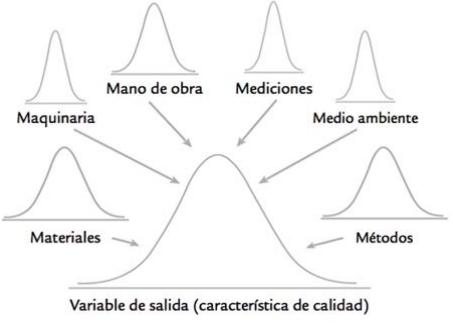 Mano de obra
Mediciones
Maquinaria
Medio ambiente
Materiales
Métodos
Variable de salida (característica de calidad)